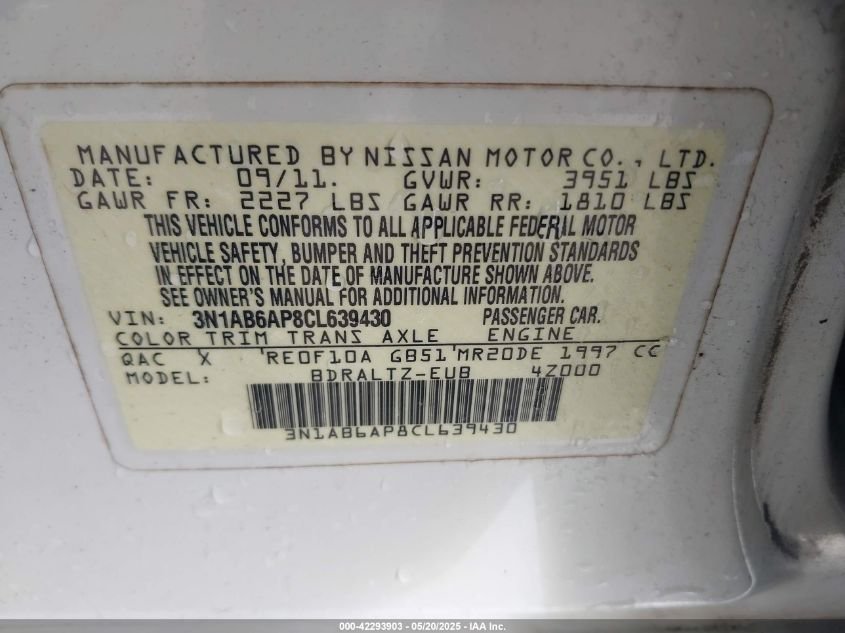 MANUFACTURED BY NISSAN MOTOR CO., LTD.
DATE: 09/11. GVWR: 3951 LBS
GAWR FR: 2227 LBS GAWR RR: 1810 LBS
THIS VEHICLE CONFORMS TO ALL APPLICABLE FEDERAL MOTOR
VEHICLE SAFETY, BUMPER AND THEFT PREVENTION STANDARDS
IN EFFECT ON THE DATE OF MANUFACTURE SHOWN ABOVE.
SEE OWNER'S MANUAL FOR ADDITIONAL INFORMATION.
VIN: 3N1AB6AP8CL639430 PASSENGER CAR.
COLOR TRIM TRANS AXLE ENGINE
QAC X RE0F10A GB51 MR20DE 1997 CC
MODEL: BDRALTZ-EUB 4Z000
3N1AB6AP8CL639430
000-42293903 - 05/20/2025 - IAA Inc.